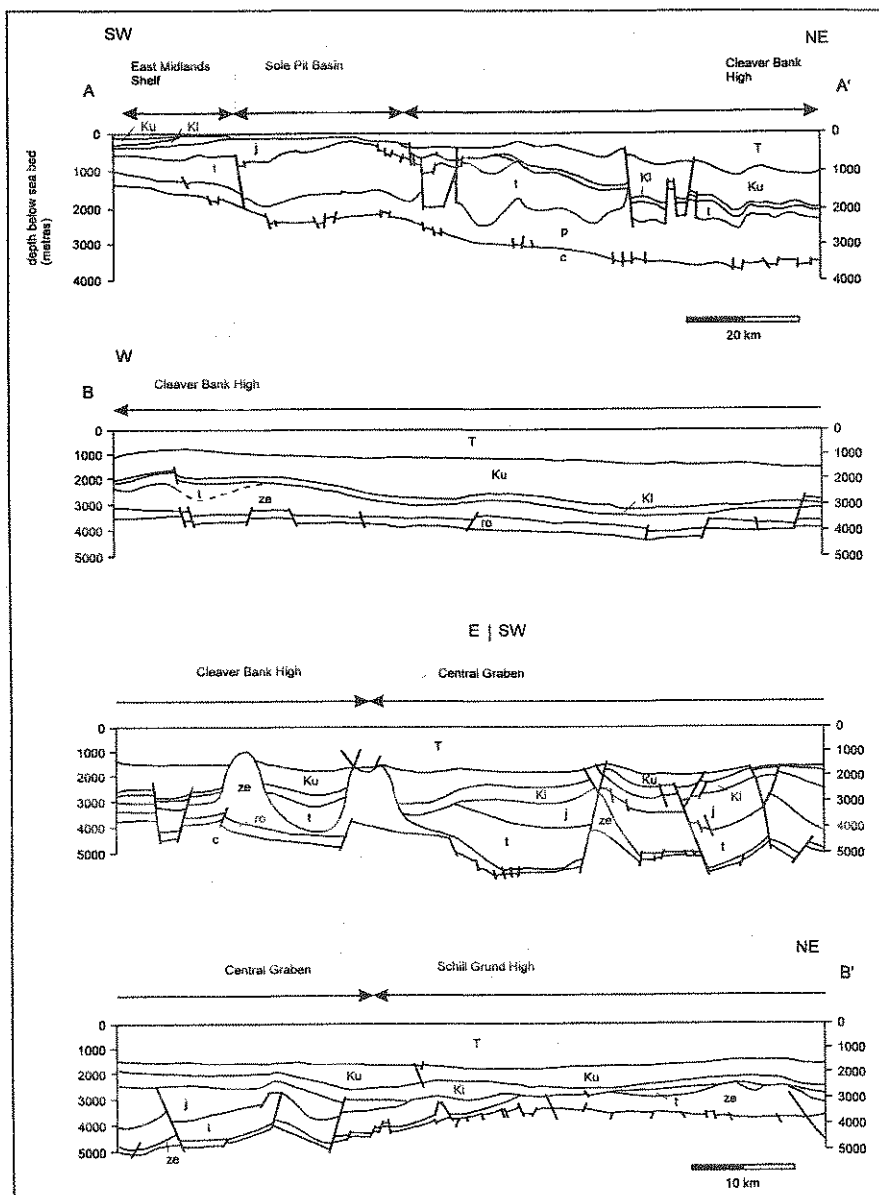 SW NE
East Midlands Shelf Sole Pit Basin Cleaver Bank High
A A'
Ku Kl
0 j T 0
1000 t t Kl Ku 1000
2000 t 2000
3000 p 3000
4000 c 4000
depth below sea bed (metres)
20 km
W
Cleaver Bank High
B
0 T 0
1000 1000
2000 Ku 2000
3000 t ze Kl 3000
4000 ro 4000
5000 5000
E | SW
Cleaver Bank High Central Graben
0 T 0
1000 1000
2000 Ku Ku 2000
3000 ze Ki Ki 3000
4000 t ro j ze j 4000
5000 c t t 5000
NE
Central Graben Schill Grund High
B'
0 T 0
1000 1000
2000 Ku Ku 2000
3000 j Ki t ze 3000
4000 4000
5000 ze 5000
10 km